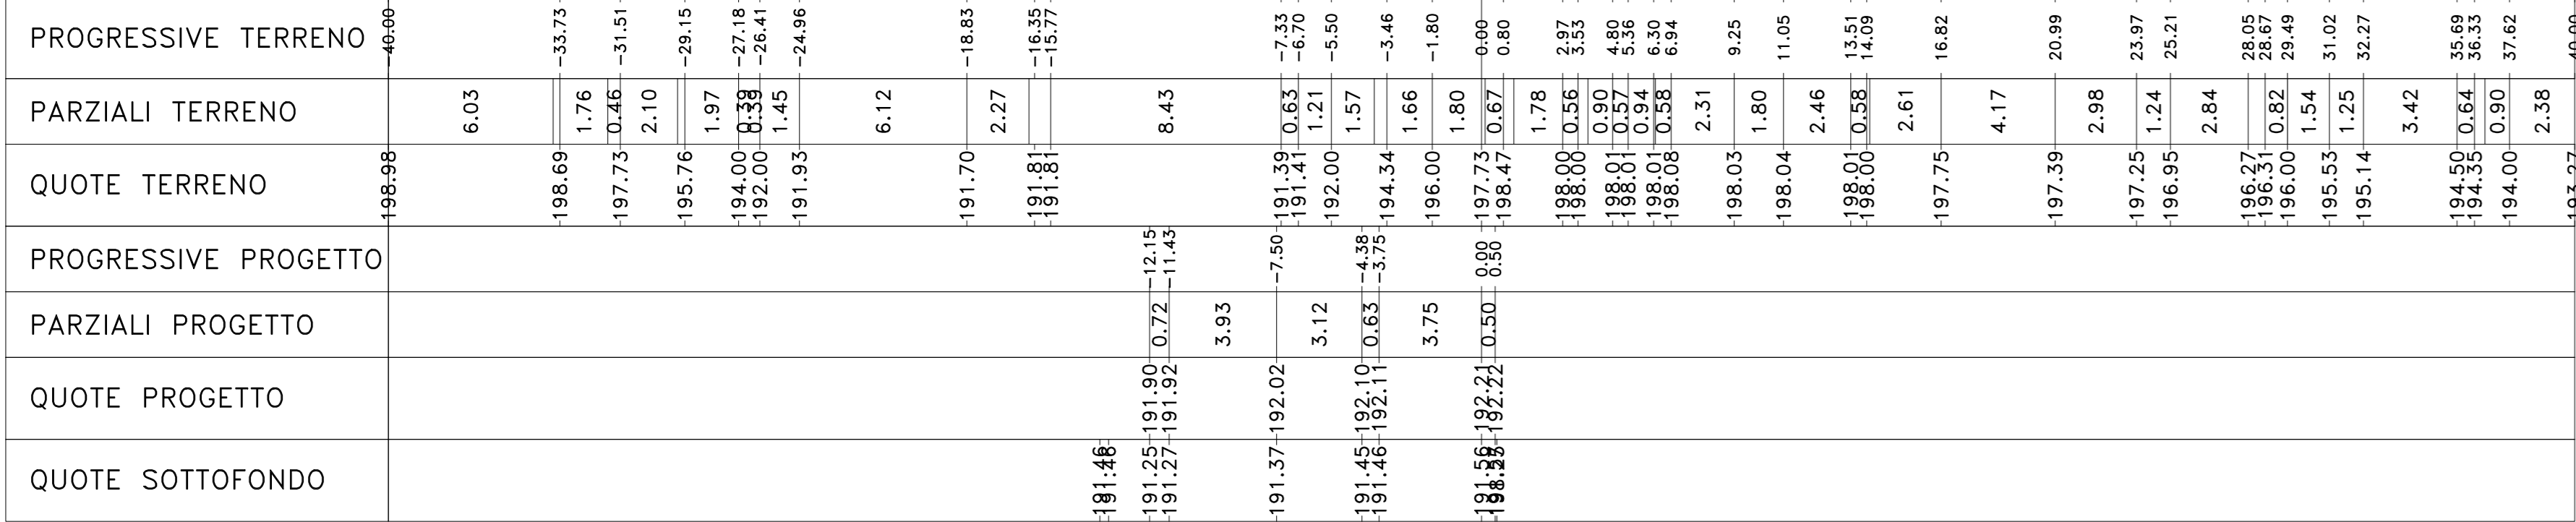 PROGRESSIVE TERRENO -40.00 -33.73 -31.51 -29.15 -27.18 -26.41 -24.96 -18.83 -16.35 -15.77 -7.33 -6.70 -5.50 -3.46 -1.80 0.00 0.80 2.97 3.53 4.80 5.36 6.30 6.94 9.25 11.05 13.51 14.09 16.82 20.99 23.97 25.21 28.05 28.67 29.49 31.02 32.27 35.69 36.33 37.62
PARZIALI TERRENO 6.03 1.76 0.46 2.10 1.97 0.39 0.39 1.45 6.12 2.27 8.43 0.63 1.21 1.57 1.66 1.80 0.67 1.78 0.56 0.90 0.57 0.94 0.58 2.31 1.80 2.46 0.58 2.61 4.17 2.98 1.24 2.84 0.82 1.54 1.25 3.42 0.64 0.90 2.38
QUOTE TERRENO 198.98 198.69 197.73 195.76 194.00 192.00 191.93 191.70 191.81 191.81 191.39 191.41 192.00 194.34 196.00 197.73 198.47 198.00 198.00 198.01 198.01 198.01 198.08 198.03 198.04 198.01 198.00 197.75 197.39 197.25 196.95 196.27 196.31 196.00 195.53 195.14 194.50 194.35 194.00 193.27
PROGRESSIVE PROGETTO -12.15 -11.43 -7.50 -4.38 -3.75 0.00 0.50
PARZIALI PROGETTO 0.72 3.93 3.12 0.63 3.75 0.50
QUOTE PROGETTO 191.90 191.92 192.02 192.10 192.11 192.21 192.22
QUOTE SOTTOFONDO 191.46 191.46 191.25 191.27 191.37 191.45 191.46 191.56